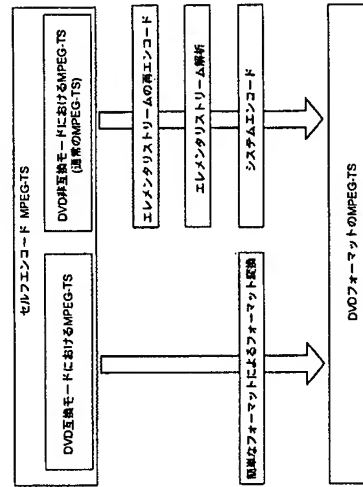 セルフエンコード MPEG-TS
DVD互換モードにおけるMPEG-TS
DVD非互換モードにおけるMPEG-TS
(通常のMPEG-TS)
エレメンタリストリームの再エンコード
エレメンタリストリーム解析
システムエンコード
簡単なフォーマットによるフォーマット変換
DVDフォーマットのMPEG-TS